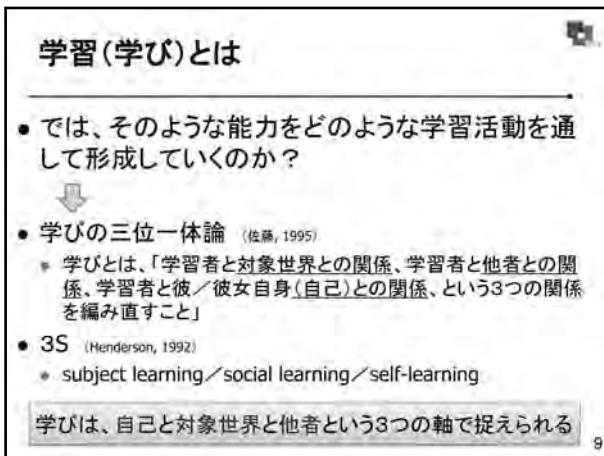 学習（学び）とは
● では、そのような能力をどのような学習活動を通
して形成していくのか？
● 学びの三位一体論 （佐藤, 1995）
● 学びとは、「学習者と対象世界との関係、学習者と他者との関
係、学習者と彼／彼女自身（自己）との関係、という3つの関係
を編み直すこと」
● 3S （Henderson, 1992）
● subject learning／social learning／self-learning
学びは、自己と対象世界と他者という3つの軸で捉えられる
9